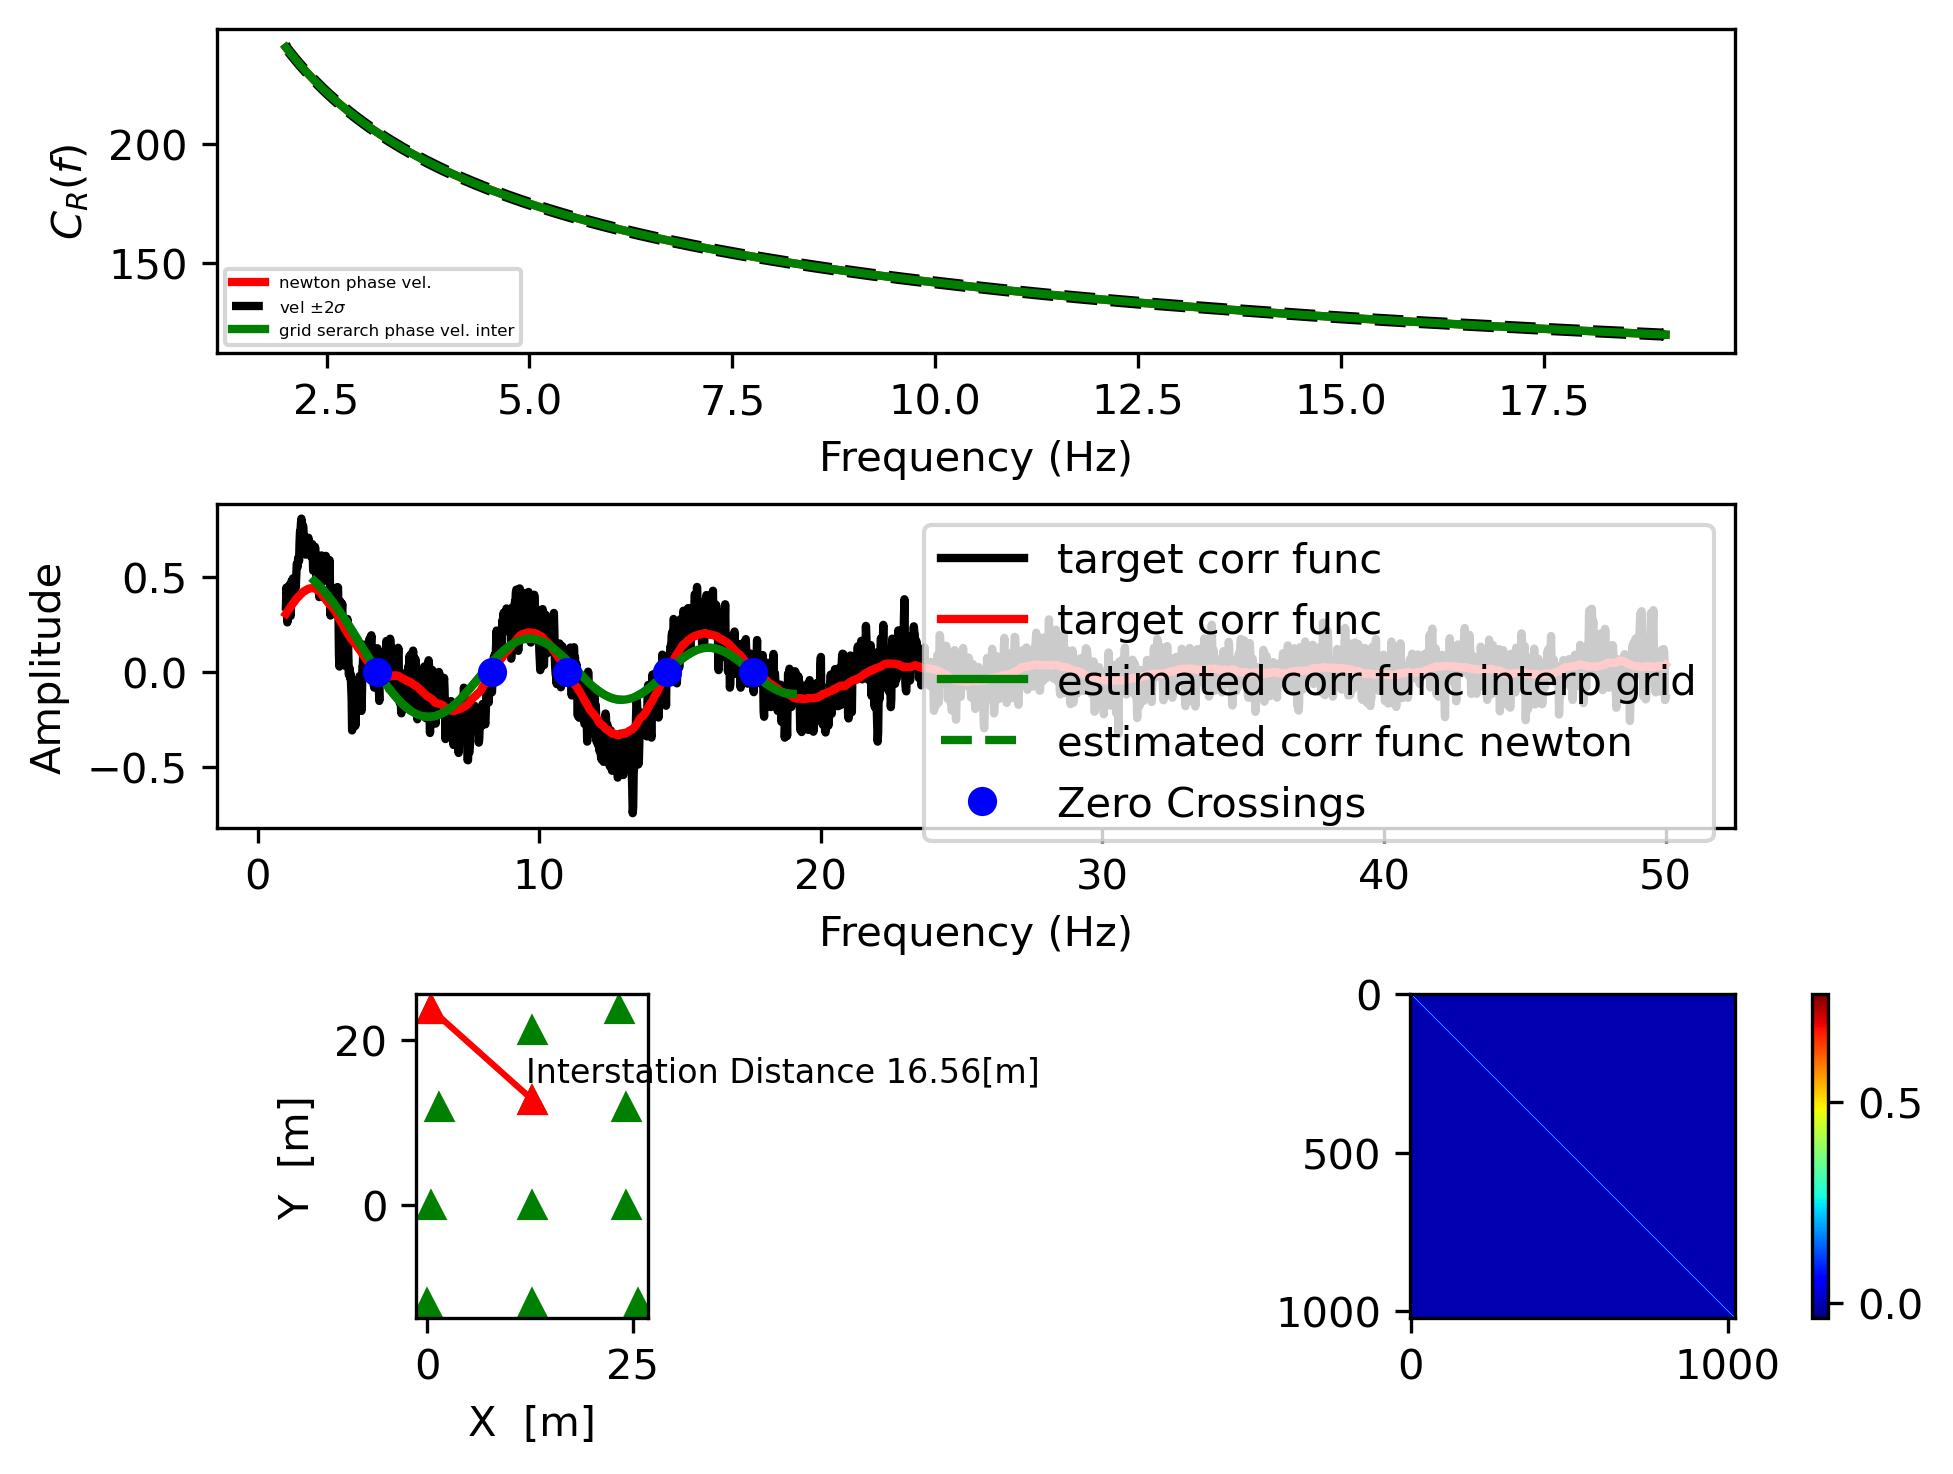 200
150
C_R(f)
newton phase vel.
vel ±2σ
grid serarch phase vel. inter
2.5 5.0 7.5 10.0 12.5 15.0 17.5
Frequency (Hz)
0.5
0.0
−0.5
Amplitude
target corr func
target corr func
estimated corr func interp grid
estimated corr func newton
Zero Crossings
0 10 20 30 40 50
Frequency (Hz)
20
0
Y [m]
Interstation Distance 16.56[m]
0 25
X [m]
0
500
1000
0 1000
0.5
0.0